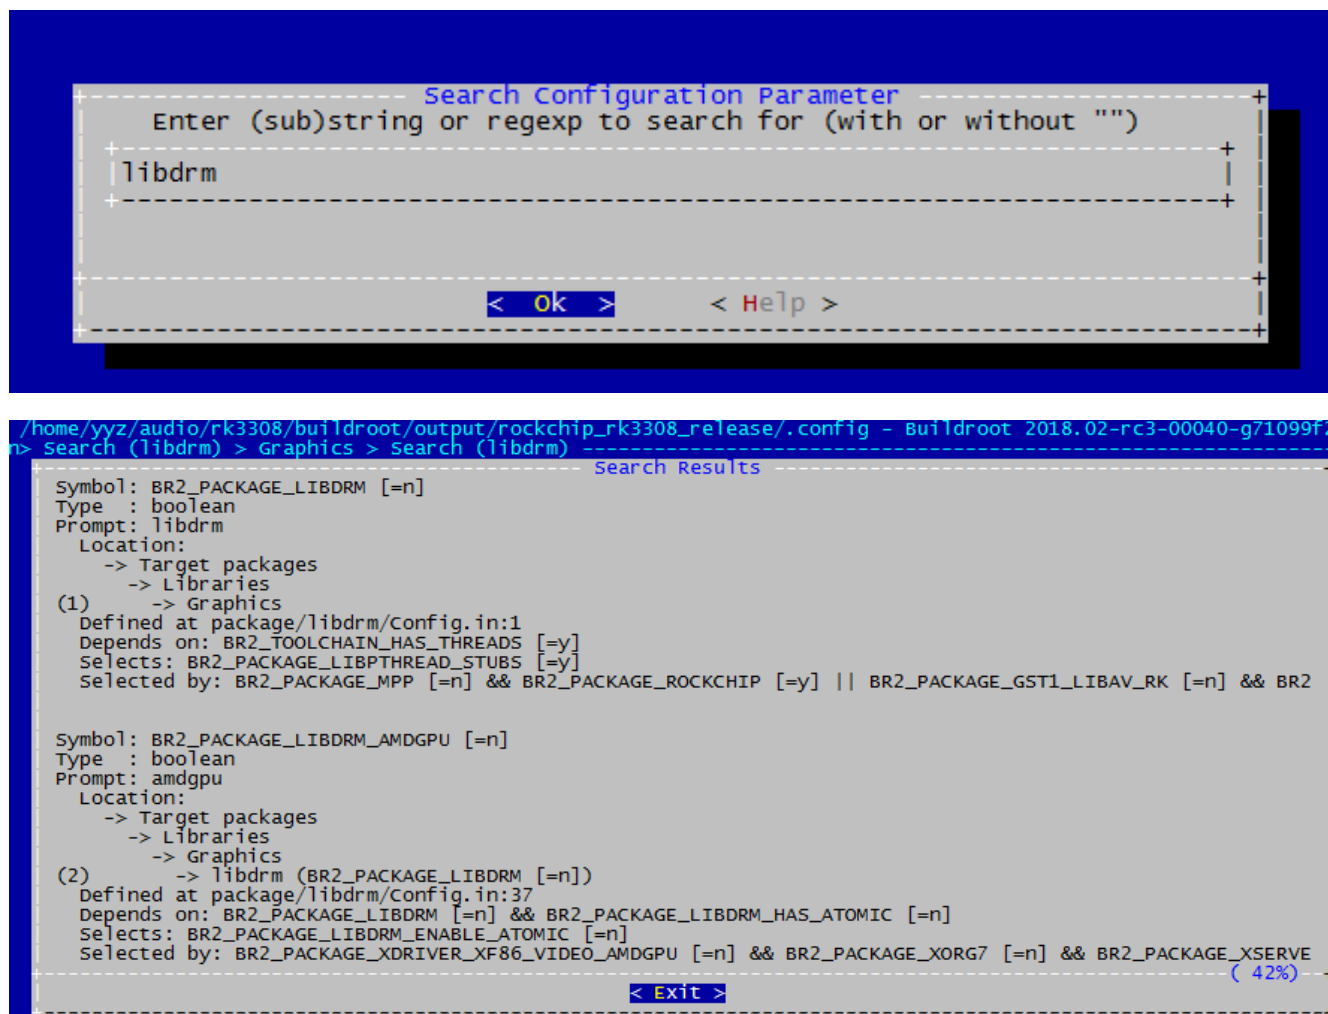 Search Configuration Parameter
Enter (sub)string or regexp to search for (with or without "")
libdrm
< Ok > < Help >
/home/yyz/audio/rk3308/buildroot/output/rockchip_rk3308_release/.config - Buildroot 2018.02-rc3-00040-g71099f2
n> Search (libdrm) > Graphics > Search (libdrm)
Search Results
Symbol: BR2_PACKAGE_LIBDRM [=n]
Type : boolean
Prompt: libdrm
Location:
-> Target packages
-> Libraries
(1) -> Graphics
Defined at package/libdrm/Config.in:1
Depends on: BR2_TOOLCHAIN_HAS_THREADS [=y]
Selects: BR2_PACKAGE_LIBPTHREAD_STUBS [=y]
Selected by: BR2_PACKAGE_MPP [=n] && BR2_PACKAGE_ROCKCHIP [=y] || BR2_PACKAGE_GST1_LIBAV_RK [=n] && BR2
Symbol: BR2_PACKAGE_LIBDRM_AMDGPU [=n]
Type : boolean
Prompt: amdgpu
Location:
-> Target packages
-> Libraries
-> Graphics
(2) -> libdrm (BR2_PACKAGE_LIBDRM [=n])
Defined at package/libdrm/Config.in:37
Depends on: BR2_PACKAGE_LIBDRM [=n] && BR2_PACKAGE_LIBDRM_HAS_ATOMIC [=n]
Selects: BR2_PACKAGE_LIBDRM_ENABLE_ATOMIC [=n]
Selected by: BR2_PACKAGE_XDRIVER_XF86_VIDEO_AMDGPU [=n] && BR2_PACKAGE_XORG7 [=n] && BR2_PACKAGE_XSERVE
( 42%)
< Exit >